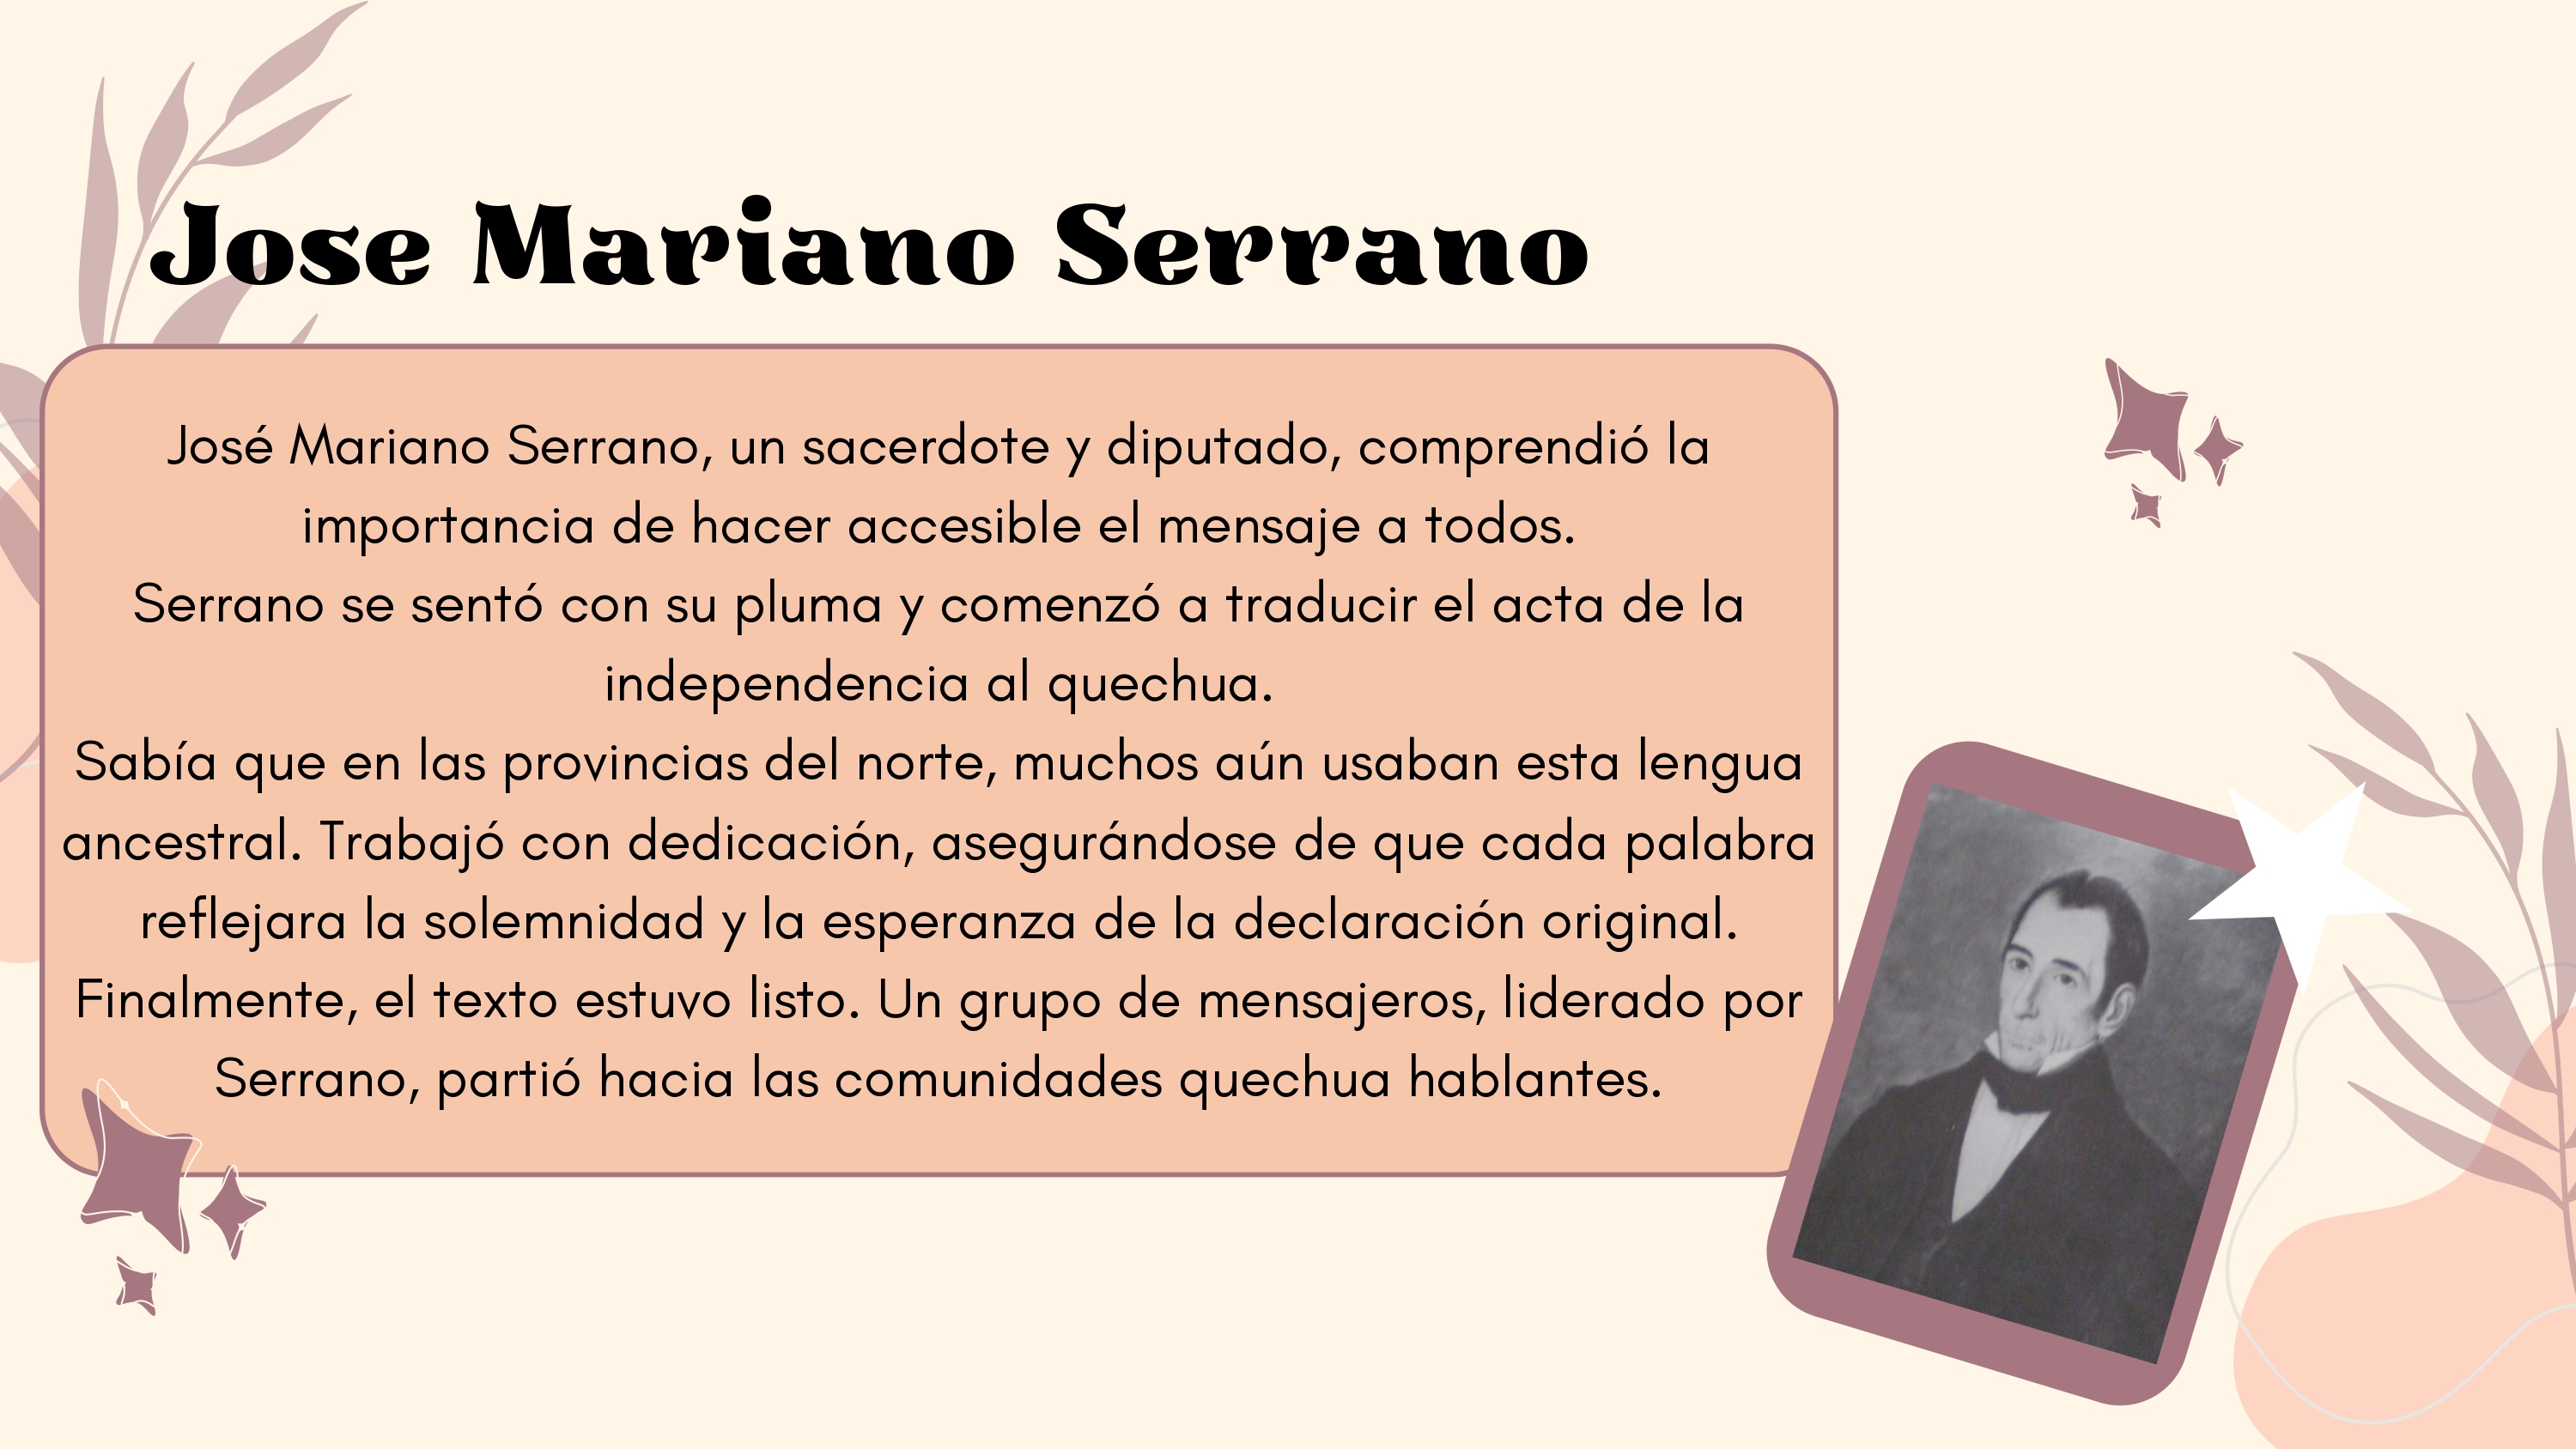 Jose Mariano Serrano
José Mariano Serrano, un sacerdote y diputado, comprendió la
importancia de hacer accesible el mensaje a todos.
Serrano se sentó con su pluma y comenzó a traducir el acta de la
independencia al quechua.
Sabía que en las provincias del norte, muchos aún usaban esta lengua
ancestral. Trabajó con dedicación, asegurándose de que cada palabra
reflejara la solemnidad y la esperanza de la declaración original.
Finalmente, el texto estuvo listo. Un grupo de mensajeros, liderado por
Serrano, partió hacia las comunidades quechua hablantes.